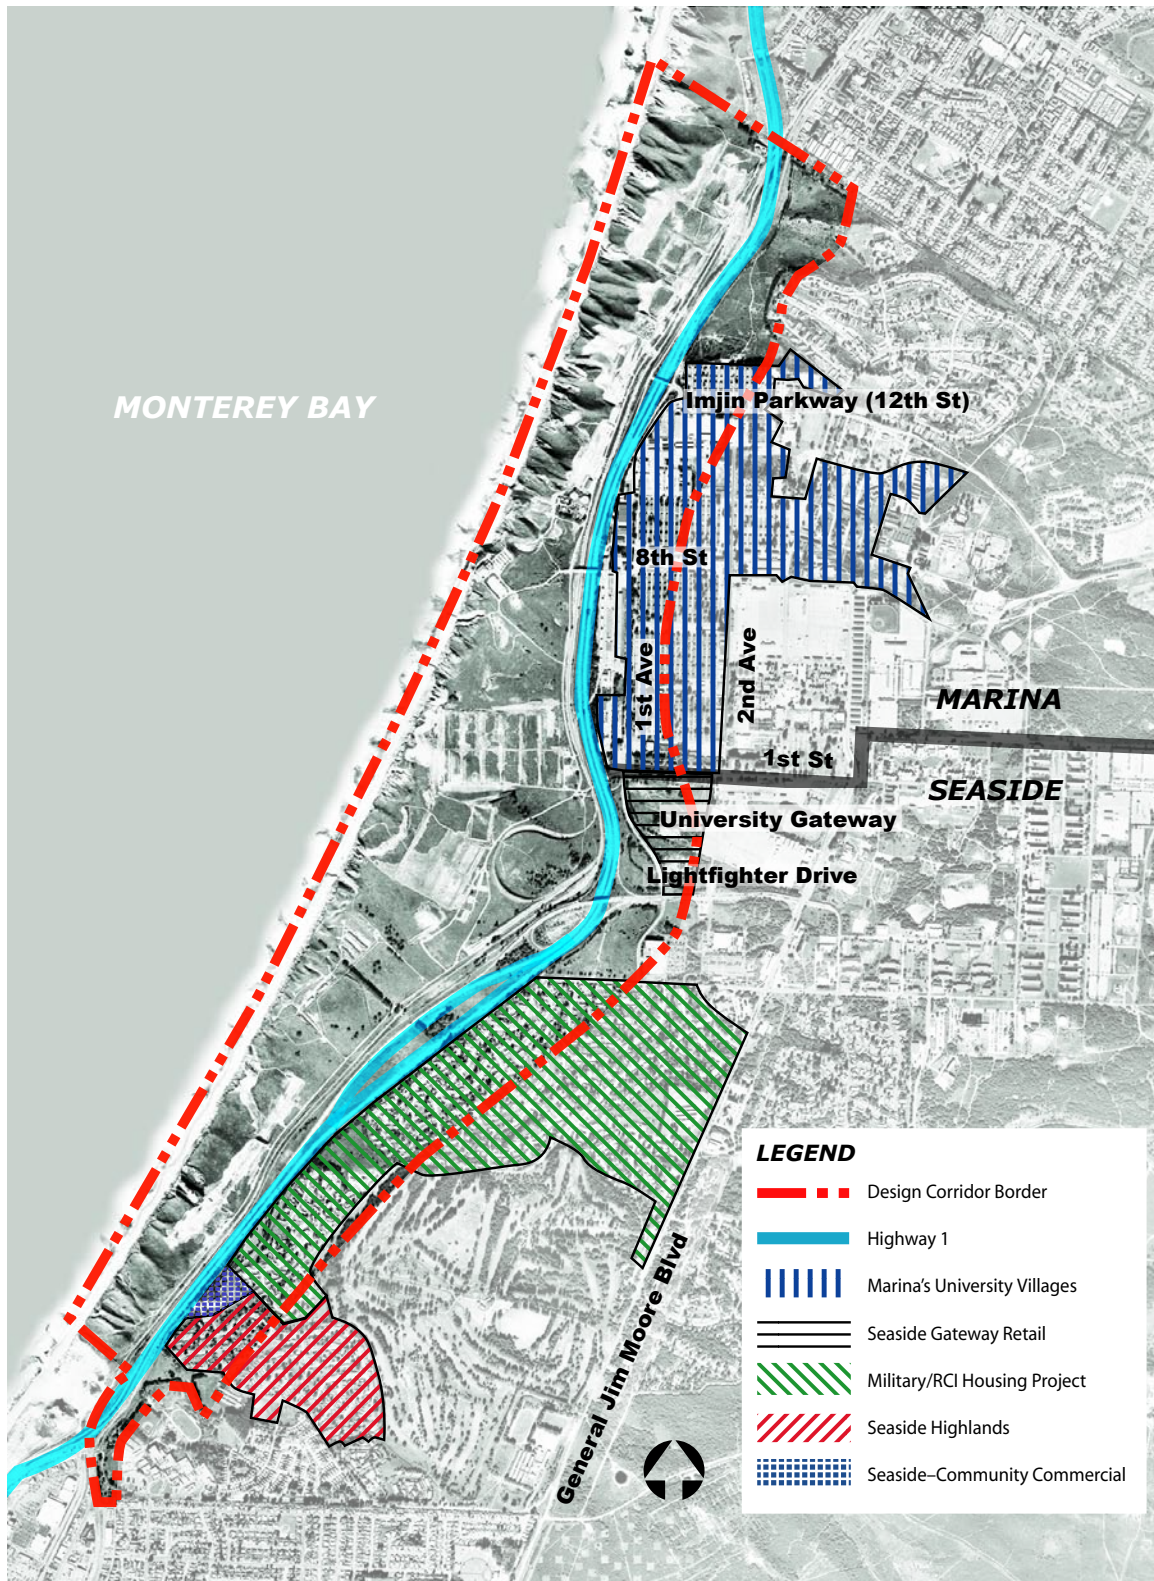 MONTEREY BAY
Imjin Parkway (12th St)
8th St
1st Ave
2nd Ave
MARINA
1st St
SEASIDE
University Gateway
Lightfighter Drive
General Jim Moore Blvd
LEGEND
Design Corridor Border
Highway 1
Marina's University Villages
Seaside Gateway Retail
Military/RCI Housing Project
Seaside Highlands
Seaside–Community Commercial